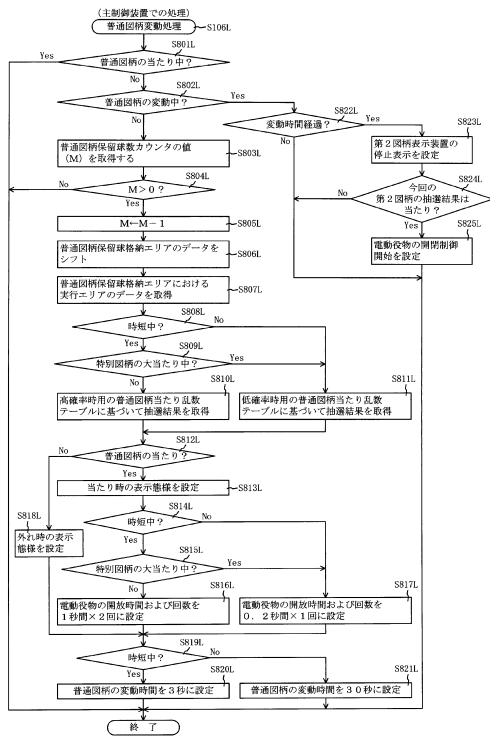 (主制御装置での処理)
普通図柄変動処理
S106L
S801L
普通図柄の当たり中?
Yes
No
S802L
普通図柄の変動中?
Yes
No
S822L
変動時間経過?
Yes
No
S823L
第2図柄表示装置の
停止表示を設定
S824L
今回の
第2図柄の抽選結果は
当たり?
No
Yes
S825L
電動役物の開閉制御
開始を設定
普通図柄保留球数カウンタの値
(M)を取得する
S803L
S804L
M>0?
No
Yes
M←M-1
S805L
普通図柄保留球格納エリアのデータを
シフト
S806L
普通図柄保留球格納エリアにおける
実行エリアのデータを取得
S807L
S808L
時短中?
No
Yes
S809L
特別図柄の大当たり中?
Yes
No
S810L
高確率時用の普通図柄当たり乱数
テーブルに基づいて抽選結果を取得
S811L
低確率時用の普通図柄当たり乱数
テーブルに基づいて抽選結果を取得
S812L
普通図柄の当たり?
No
Yes
当たり時の表示態様を設定
S813L
S818L
外れ時の表示
態様を設定
S814L
時短中?
No
Yes
S815L
特別図柄の大当たり中?
Yes
No
S816L
電動役物の開放時間および回数を
1秒間×2回に設定
S817L
電動役物の開放時間および回数を
0.2秒間×1回に設定
S819L
時短中?
No
Yes
S820L
普通図柄の変動時間を3秒に設定
S821L
普通図柄の変動時間を30秒に設定
終 了